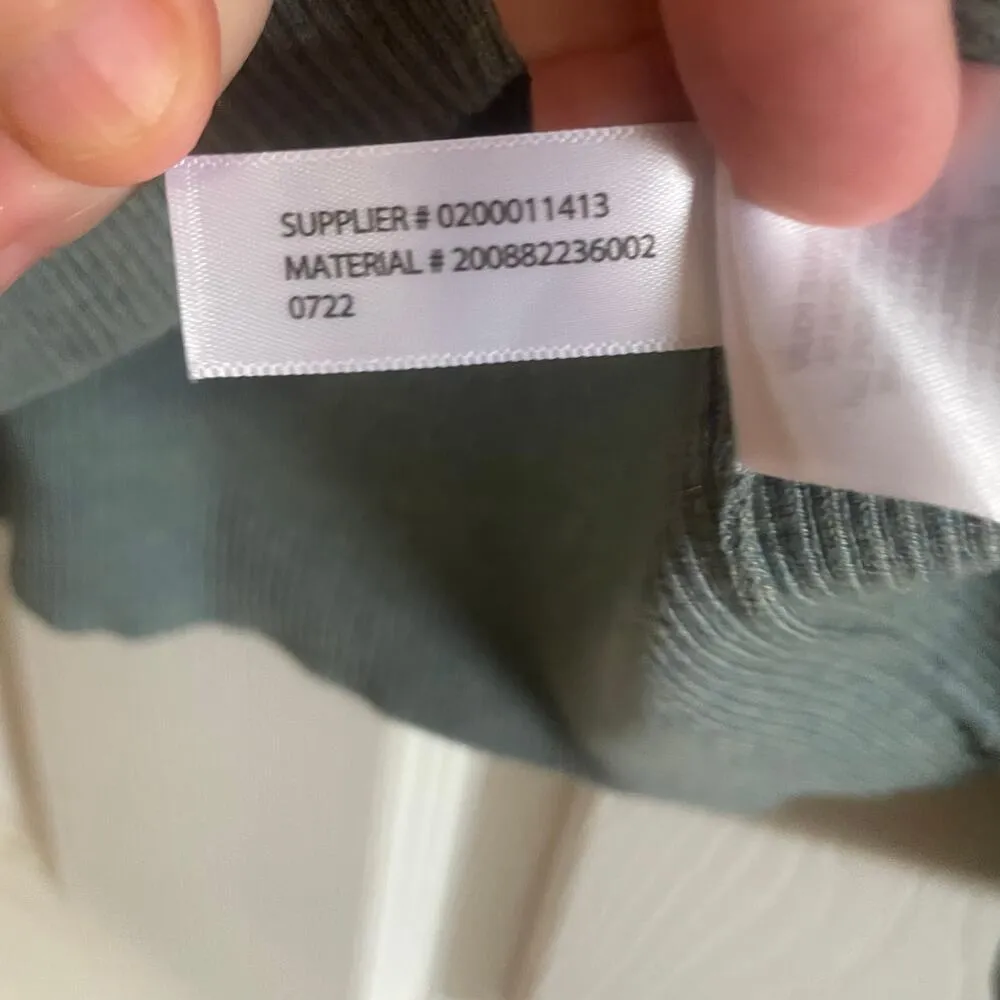 SUPPLIER # 0200011413
MATERIAL # 200882236002
0722